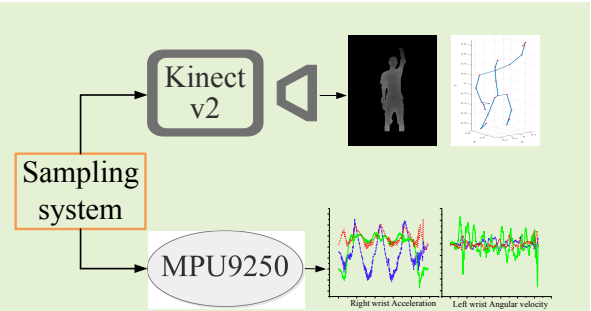 Kinect
v2
Sampling
system
MPU9250
Right wrist Acceleration
Left wrist Angular velocity